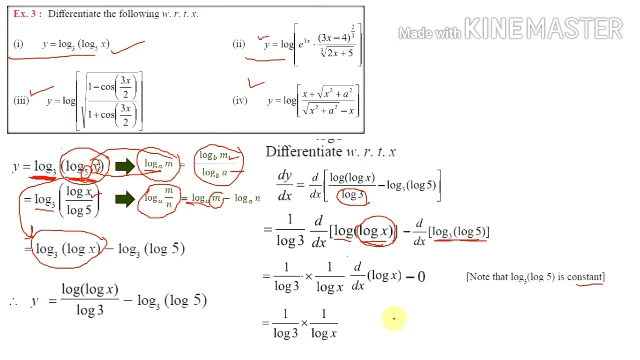 Made with KINEMASTER
Ex. 3 : Differentiate the following w. r. t. x.
(i) y = log₃ (log₅ x)
(ii) y = log[e^{3x} · (3x−4)^{2/3} / ∛(2x+5)]
(iii) y = log[√((1−cos(3x/2)) / (1+cos(3x/2)))]
(iv) y = log[(x+√(x²+a²)) / (√(x²+a²)−x)]
y = log₃ (log₅ x) logₐ m = log_b m / log_b a
= log₃ (log x / log 5) logₐ m/n = logₐ m − logₐ n
= log₃ (log x) − log₃ (log 5)
∴ y = log(log x) / log 3 − log₃ (log 5)
Differentiate w. r. t. x
dy/dx = d/dx [log(log x) / log 3 − log₃ (log 5)]
= 1/log 3 d/dx [log (log x)] − d/dx [log₃ (log 5)]
= 1/log 3 × 1/log x d/dx (log x) − 0 [Note that log₃ (log 5) is constant]
= 1/log 3 × 1/log x